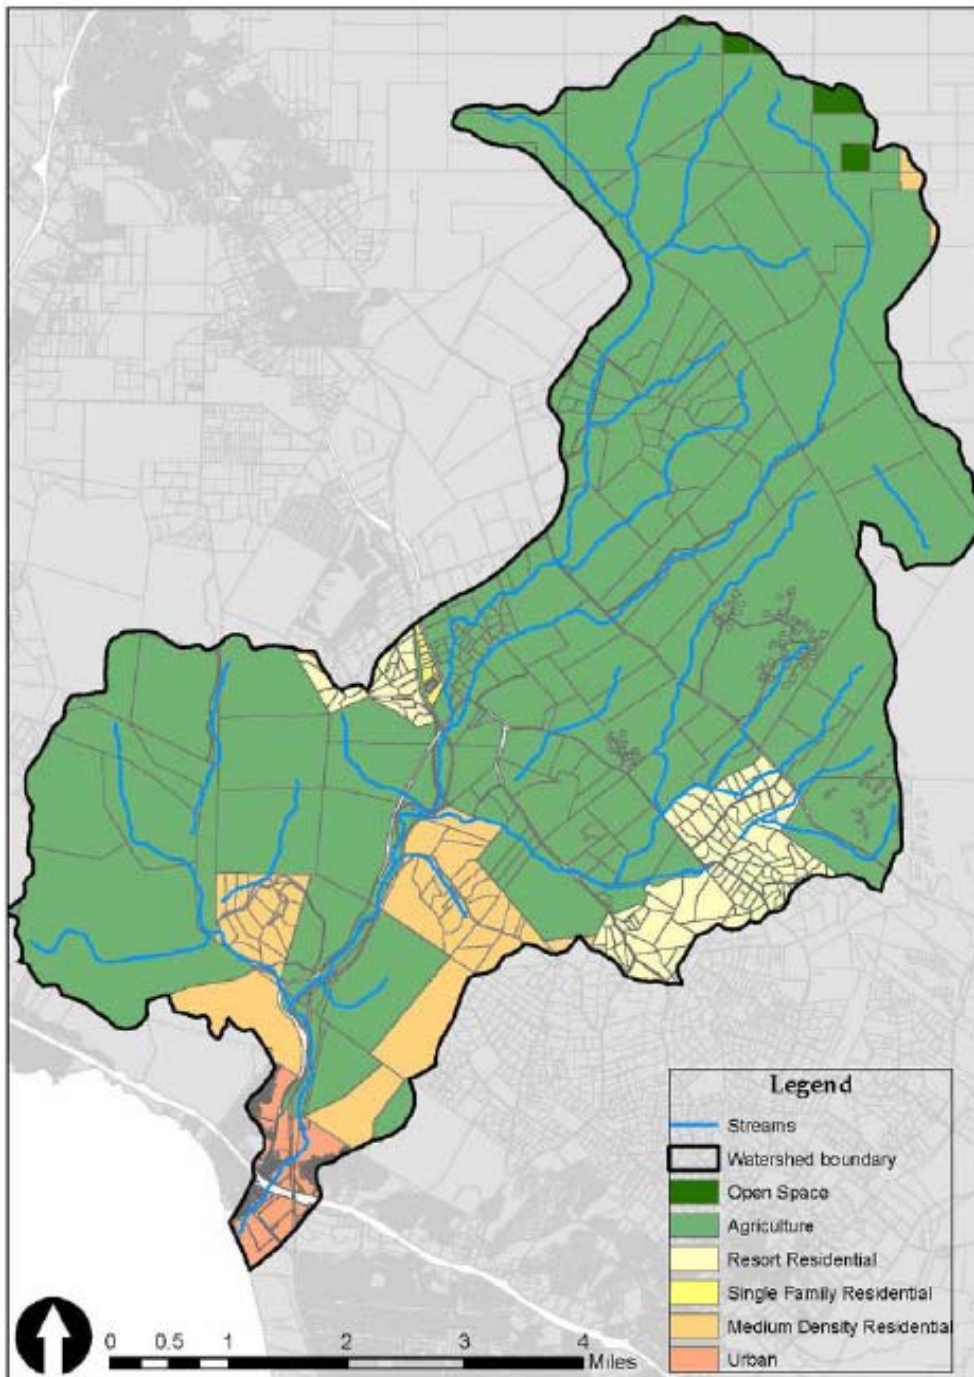 Legend
Streams
Watershed boundary
Open Space
Agriculture
Resort Residential
Single Family Residential
Medium Density Residential
Urban
0 0.5 1 2 3 4
Miles